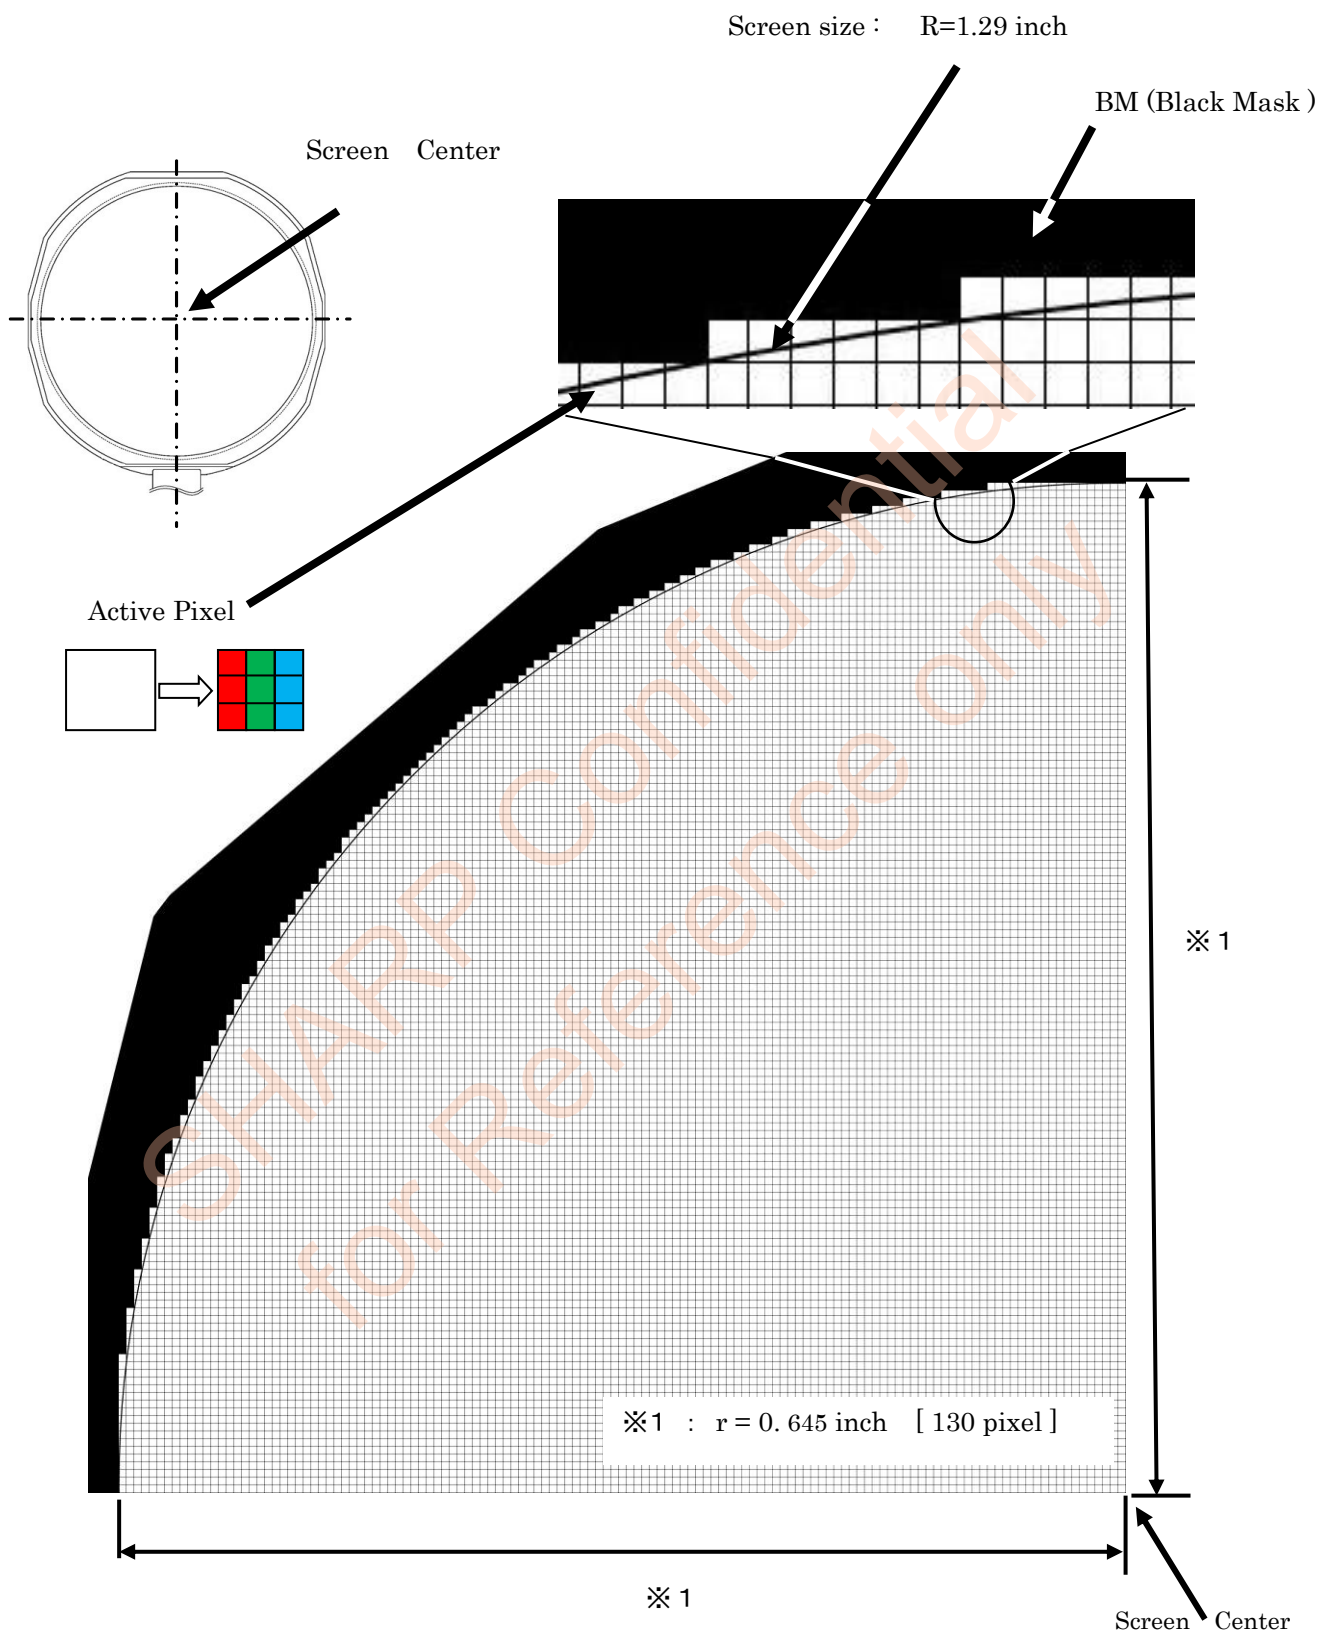 Screen size : R=1.29 inch
BM (Black Mask )
Screen Center
Active Pixel
SHARP Confidential
for Reference only
※ 1
※1 : r = 0. 645 inch [ 130 pixel ]
※ 1
Screen Center